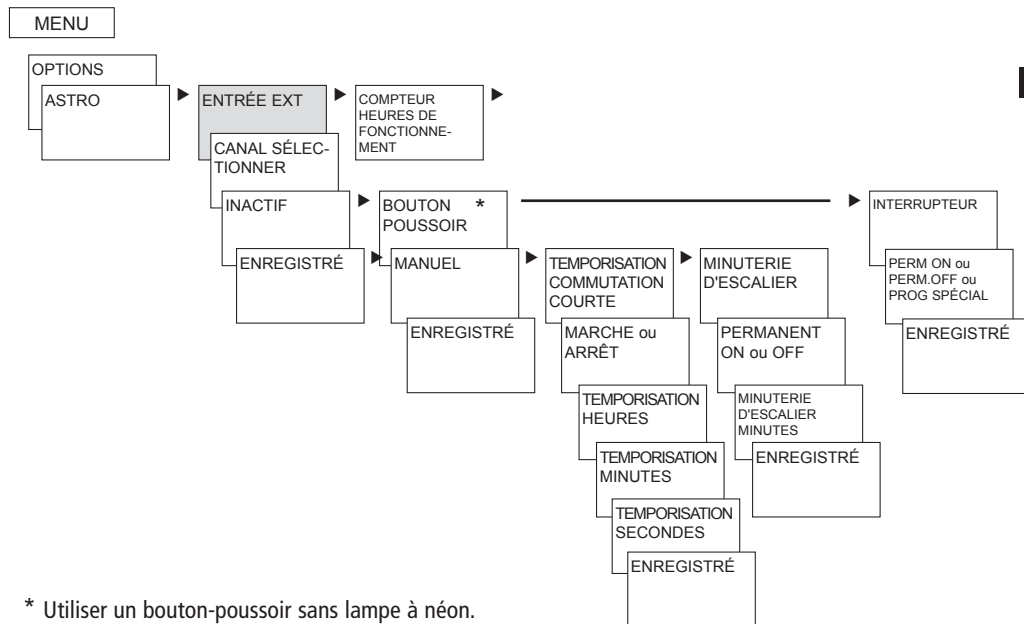 MENU
OPTIONS
ASTRO
ENTRÉE EXT
COMPTEUR
HEURES DE
FONCTIONNE-
MENT
CANAL SÉLEC-
TIONNER
INACTIF
BOUTON *
POUSSOIR
INTERRUPTEUR
ENREGISTRÉ
MANUEL
TEMPORISATION
COMMUTATION
COURTE
MINUTERIE
D'ESCALIER
PERM ON ou
PERM.OFF ou
PROG SPÉCIAL
ENREGISTRÉ
MARCHE ou
ARRÊT
PERMANENT
ON ou OFF
ENREGISTRÉ
TEMPORISATION
HEURES
MINUTERIE
D'ESCALIER
MINUTES
TEMPORISATION
MINUTES
ENREGISTRÉ
TEMPORISATION
SECONDES
ENREGISTRÉ
* Utiliser un bouton-poussoir sans lampe à néon.